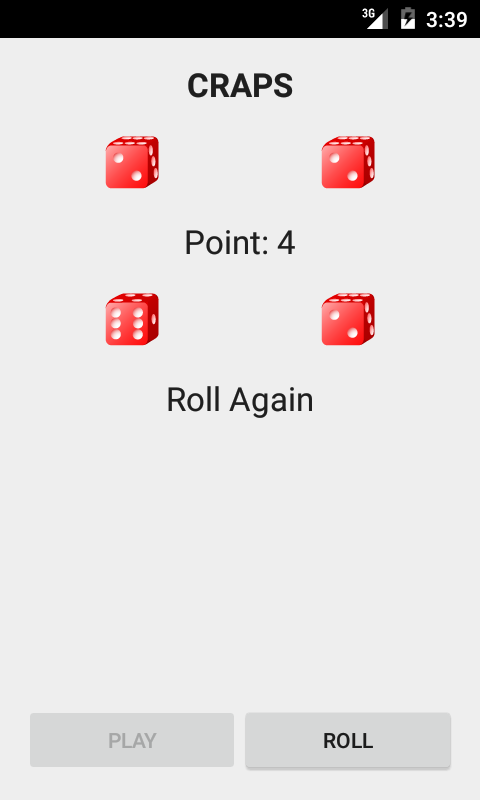 3G 3:39
CRAPS
Point: 4
Roll Again
PLAY ROLL